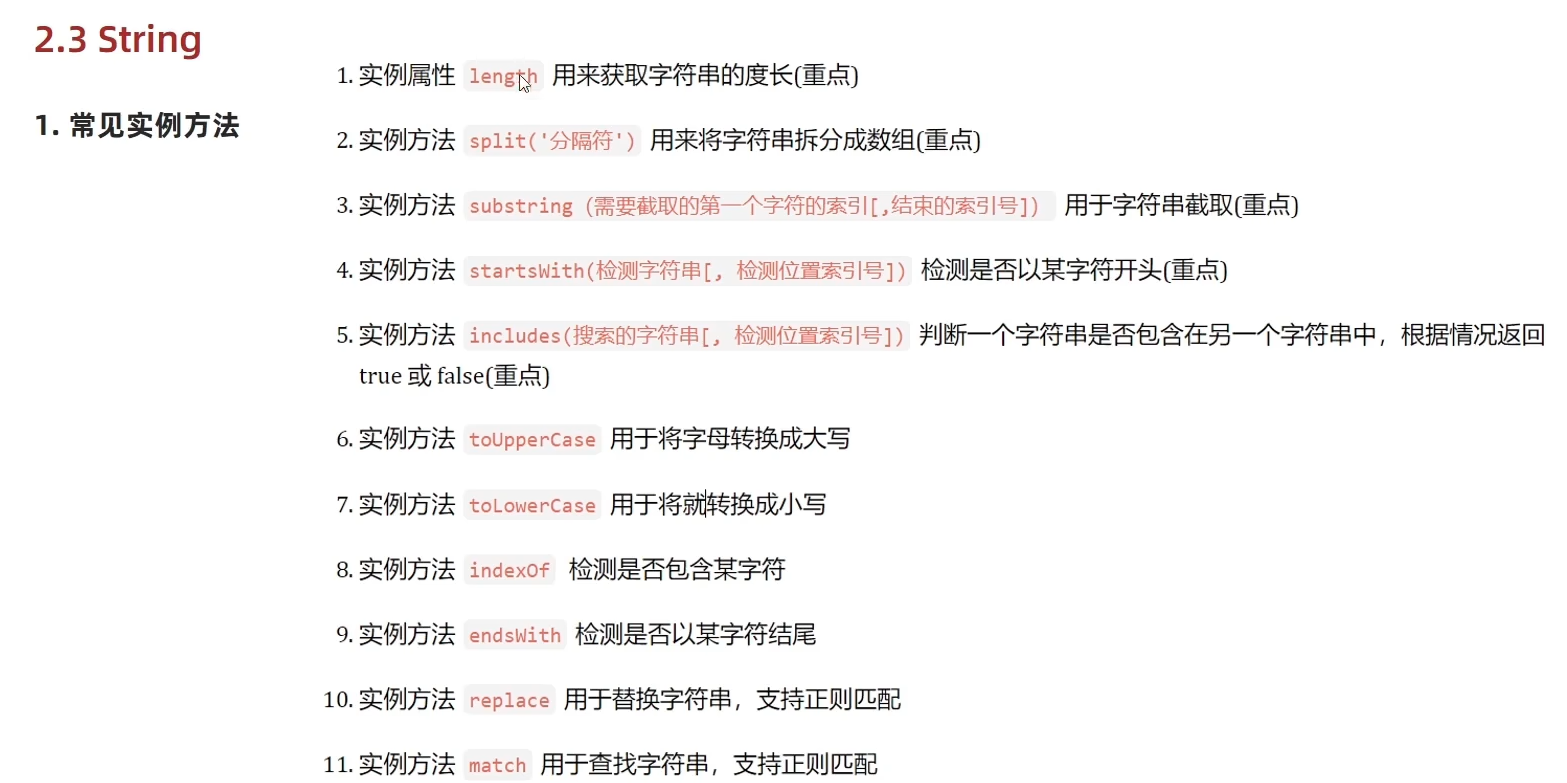 2.3 String
1. 常见实例方法
1. 实例属性 length 用来获取字符串的度长(重点)
2. 实例方法 split('分隔符') 用来将字符串拆分成数组(重点)
3. 实例方法 substring（需要截取的第一个字符的索引[,结束的索引号]） 用于字符串截取(重点)
4. 实例方法 startsWith(检测字符串[, 检测位置索引号]) 检测是否以某字符开头(重点)
5. 实例方法 includes(搜索的字符串[, 检测位置索引号]) 判断一个字符串是否包含在另一个字符串中，根据情况返回
true 或 false(重点)
6. 实例方法 toUpperCase 用于将字母转换成大写
7. 实例方法 toLowerCase 用于将就转换成小写
8. 实例方法 indexOf 检测是否包含某字符
9. 实例方法 endsWith 检测是否以某字符结尾
10. 实例方法 replace 用于替换字符串，支持正则匹配
11. 实例方法 match 用于查找字符串，支持正则匹配